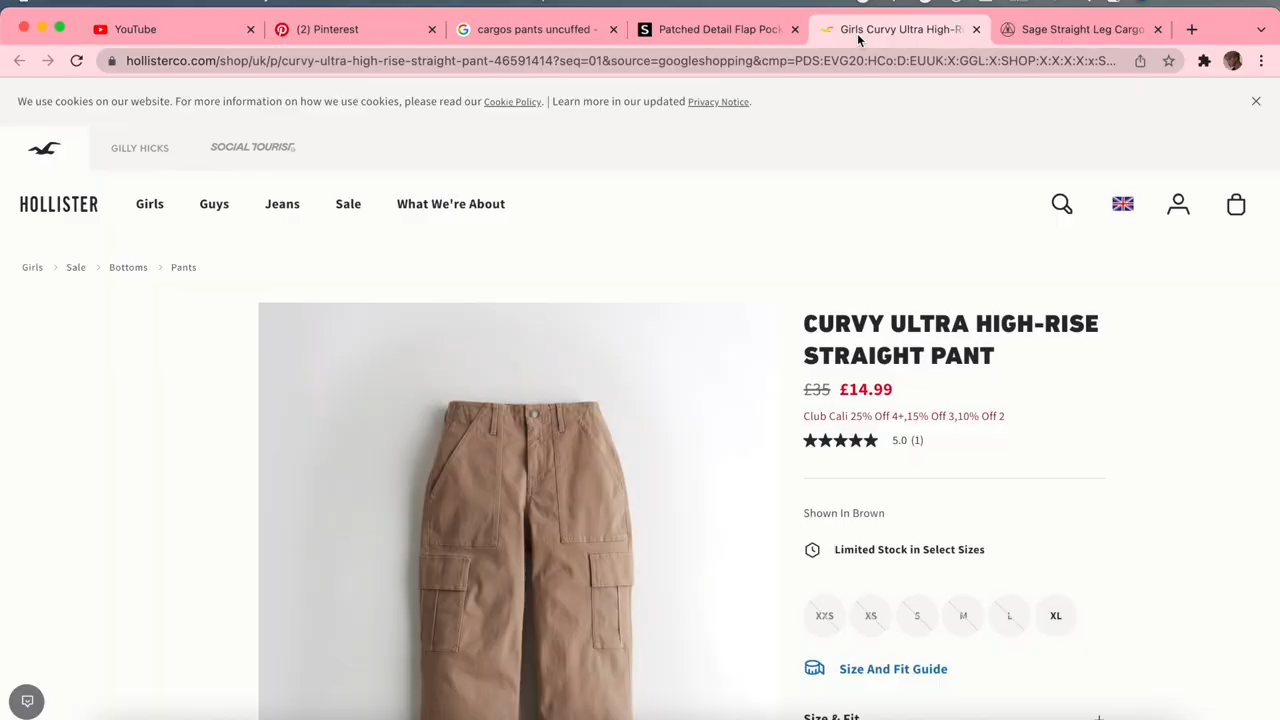 YouTube
(2) Pinterest
cargos pants uncuffed -
Patched Detail Flap Pock
Girls Curvy Ultra High-Ri
Sage Straight Leg Cargo
hollisterco.com/shop/uk/p/curvy-ultra-high-rise-straight-pant-46591414?seq=01&source=googleshopping&cmp=PDS:EVG20:HCo:D:EUUK:X:GGL:X:SHOP:X:X:X:X:x:S...
We use cookies on our website. For more information on how we use cookies, please read our Cookie Policy. | Learn more in our updated Privacy Notice.
GILLY HICKS
SOCIAL TOURIST
HOLLISTER
Girls
Guys
Jeans
Sale
What We're About
Girls > Sale > Bottoms > Pants
CURVY ULTRA HIGH-RISE
STRAIGHT PANT
£35 £14.99
Club Cali 25% Off 4+,15% Off 3,10% Off 2
5.0 (1)
Shown In Brown
Limited Stock in Select Sizes
XXS XS S M L XL
Size And Fit Guide
Size & Fit